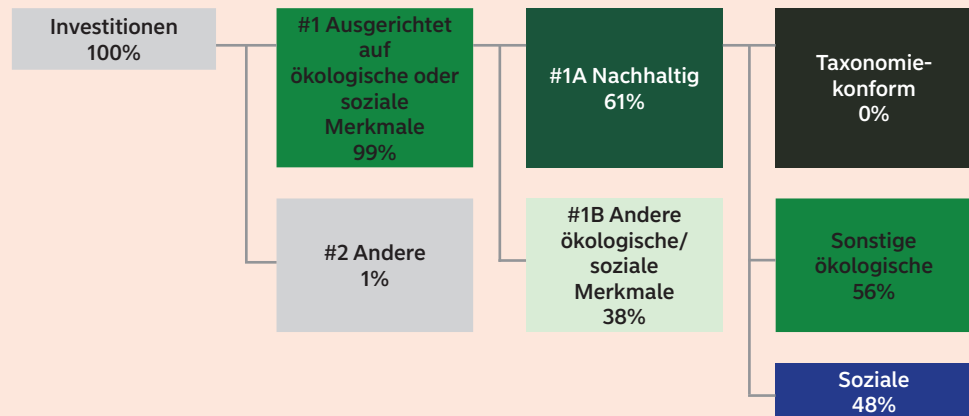 Investitionen
100%
#1 Ausgerichtet
auf
ökologische oder
soziale
Merkmale
99%
#1A Nachhaltig
61%
Taxonomie-
konform
0%
#2 Andere
1%
#1B Andere
ökologische/
soziale
Merkmale
38%
Sonstige
ökologische
56%
Soziale
48%